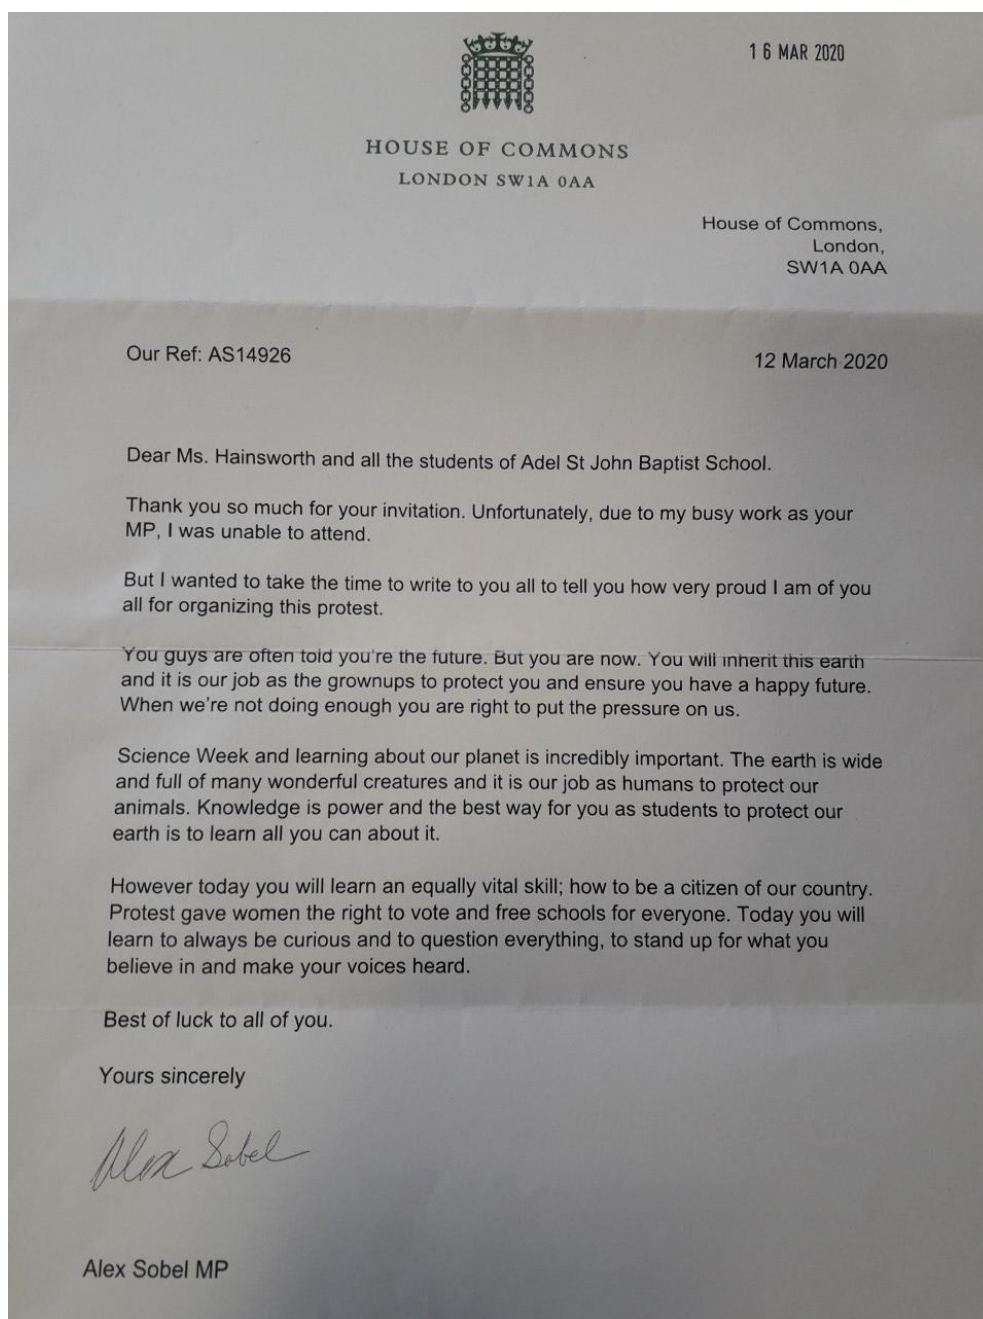 16 MAR 2020
HOUSE OF COMMONS
LONDON SW1A 0AA
House of Commons,
London,
SW1A 0AA
Our Ref: AS14926
12 March 2020
Dear Ms. Hainsworth and all the students of Adel St John Baptist School.
Thank you so much for your invitation. Unfortunately, due to my busy work as your
MP, I was unable to attend.
But I wanted to take the time to write to you all to tell you how very proud I am of you
all for organizing this protest.
You guys are often told you're the future. But you are now. You will inherit this earth
and it is our job as the grownups to protect you and ensure you have a happy future.
When we're not doing enough you are right to put the pressure on us.
Science Week and learning about our planet is incredibly important. The earth is wide
and full of many wonderful creatures and it is our job as humans to protect our
animals. Knowledge is power and the best way for you as students to protect our
earth is to learn all you can about it.
However today you will learn an equally vital skill; how to be a citizen of our country.
Protest gave women the right to vote and free schools for everyone. Today you will
learn to always be curious and to question everything, to stand up for what you
believe in and make your voices heard.
Best of luck to all of you.
Yours sincerely
Alex Sobel
Alex Sobel MP